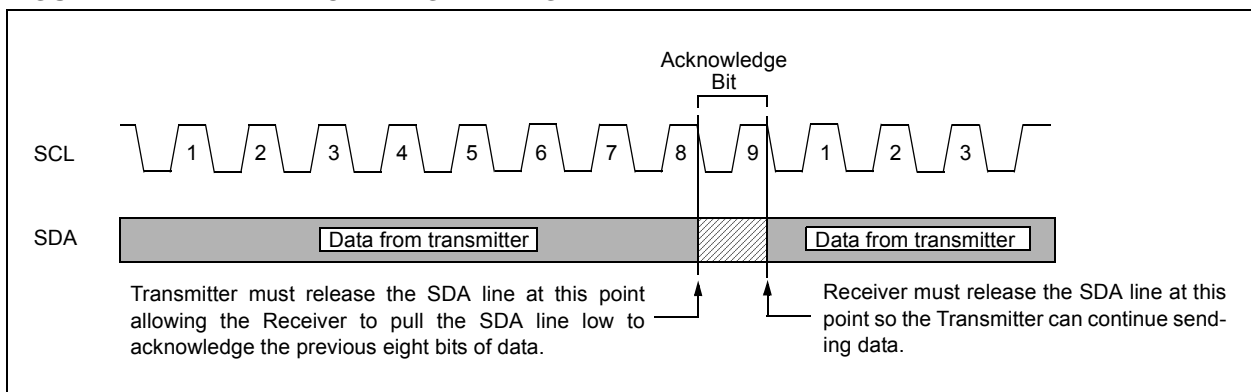 Acknowledge
Bit
SCL
1 2 3 4 5 6 7 8 9 1 2 3
SDA
Data from transmitter
Data from transmitter
Transmitter must release the SDA line at this point
allowing the Receiver to pull the SDA line low to
acknowledge the previous eight bits of data.
Receiver must release the SDA line at this
point so the Transmitter can continue send-
ing data.